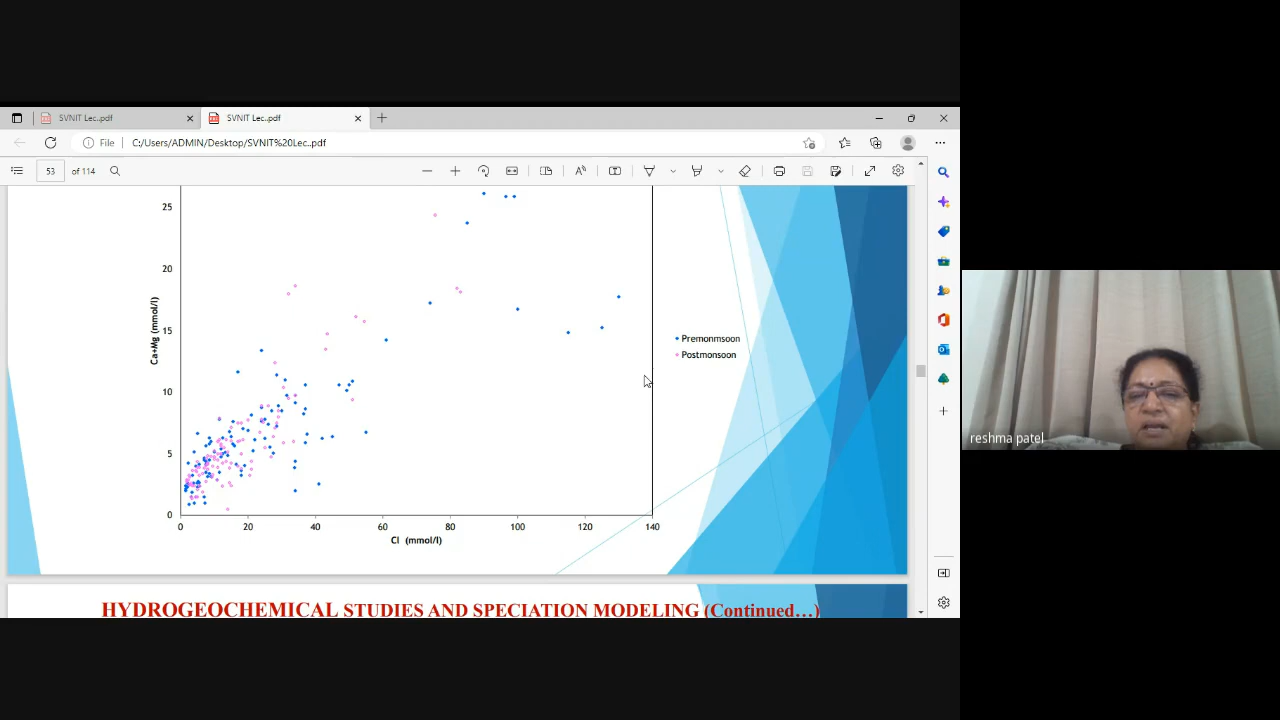 SVNIT Lec..pdf
SVNIT Lec..pdf
File
C:/Users/ADMIN/Desktop/SVNIT%20Lec..pdf
53 of 114
25
20
15
10
5
0
Ca+Mg (mmol/l)
0 20 40 60 80 100 120 140
Cl (mmol/l)
Premonmsoon
Postmonsoon
HYDROGEOCHEMICAL STUDIES AND SPECIATION MODELING (Continued…)
reshma patel